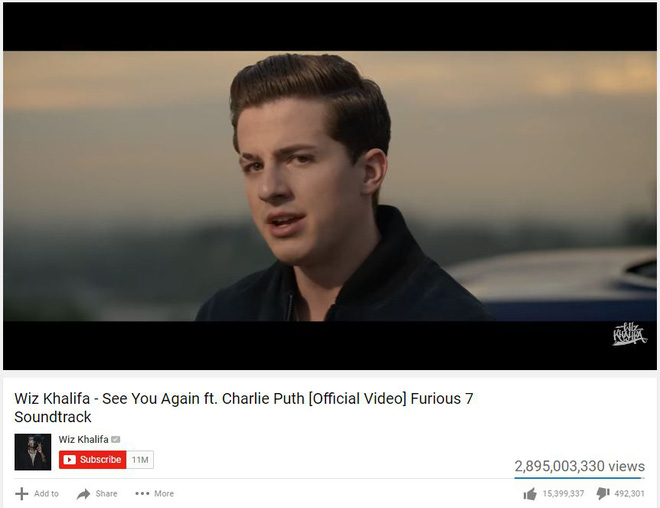 WIZ
KHALIFA
Wiz Khalifa - See You Again ft. Charlie Puth [Official Video] Furious 7
Soundtrack
Wiz Khalifa
Subscribe 11M
2,895,003,330 views
Add to Share ••• More 15,399,337 492,301